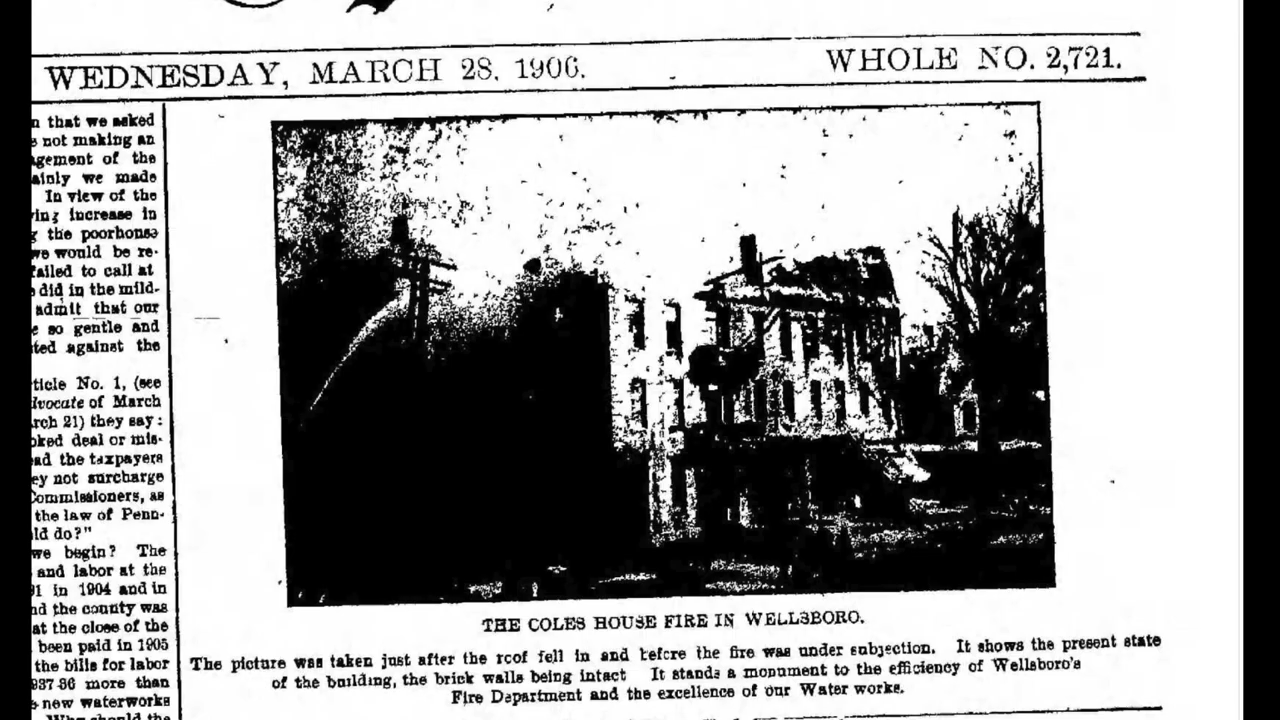 WEDNESDAY, MARCH 28, 1906.
WHOLE NO. 2,721.
n that we asked
s not making an
gement of the
ainly we made
In view of the
ving increase in
g the poorhouse
we would be re-
failed to call at
did in the mild-
admit that our
e so gentle and
ted against the
ticle No. 1, (see
dvocate of March
rch 21) they say:
oked deal or mis-
ad the taxpayers
ey not surcharge
Commissioners, as
the law of Penn-
ld do?"
we begin? The
and labor at the
91 in 1904 and in
nd the county was
at the close of the
been paid in 1905
the bills for labor
937.36 more than
new waterworks
Why should the
THE COLES HOUSE FIRE IN WELLSBORO.
The picture was taken just after the roof fell in and before the fire was under subjection. It shows the present state
of the building, the brick walls being intact It stands a monument to the efficiency of Wellsboro's
Fire Department and the excellence of our Water works.